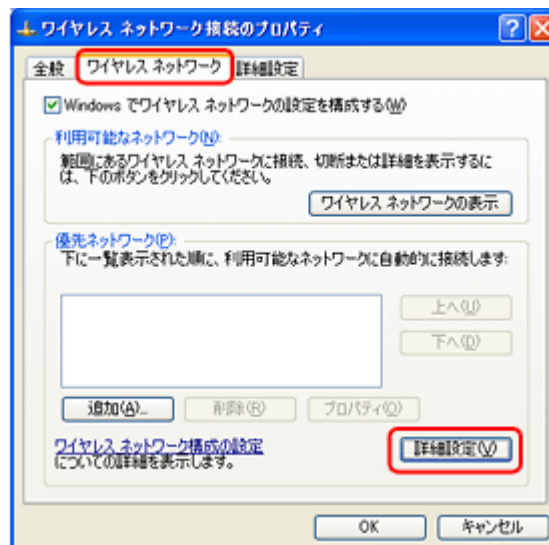 ワイヤレス ネットワーク接続のプロパティ
全般 ワイヤレス ネットワーク 詳細設定
Windows でワイヤレス ネットワークの設定を構成する(W)
利用可能なネットワーク(N):
範囲にあるワイヤレス ネットワークに接続、切断または詳細を表示するに
は、下のボタンをクリックしてください。
ワイヤレス ネットワークの表示
優先ネットワーク(P):
下に一覧表示された順に、利用可能なネットワークに自動的に接続します:
上へ(U)
下へ(D)
追加(A)... 削除(R) プロパティ(O)
ワイヤレス ネットワーク構成の設定
についての詳細を表示します。
詳細設定(V)
OK キャンセル